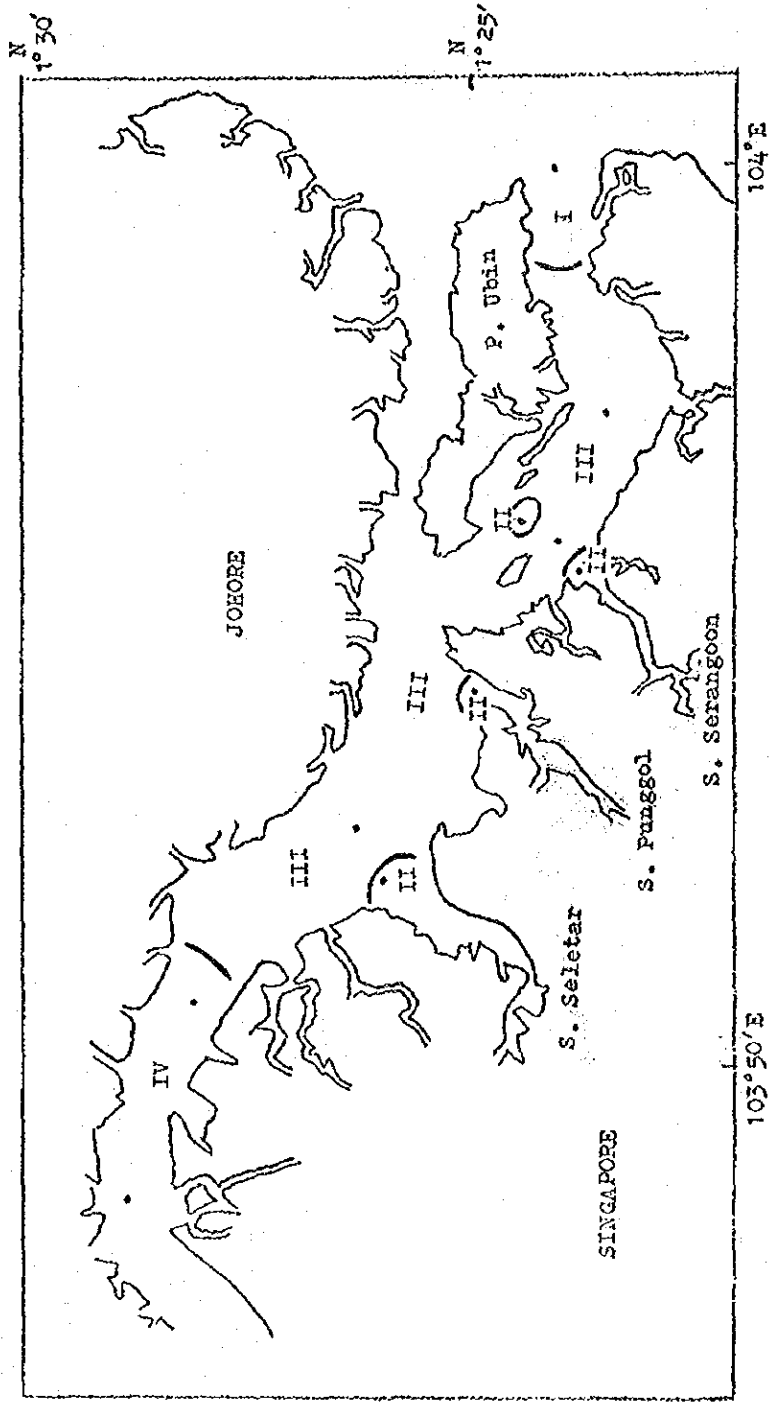 N
1° 30'
N
1° 25'
JOHORE
P. Ubin
I
II
III
II
III
II
III
II
IV
S. Serangoon
S. Punggol
S. Seletar
SINGAPORE
103°50'E
104°E